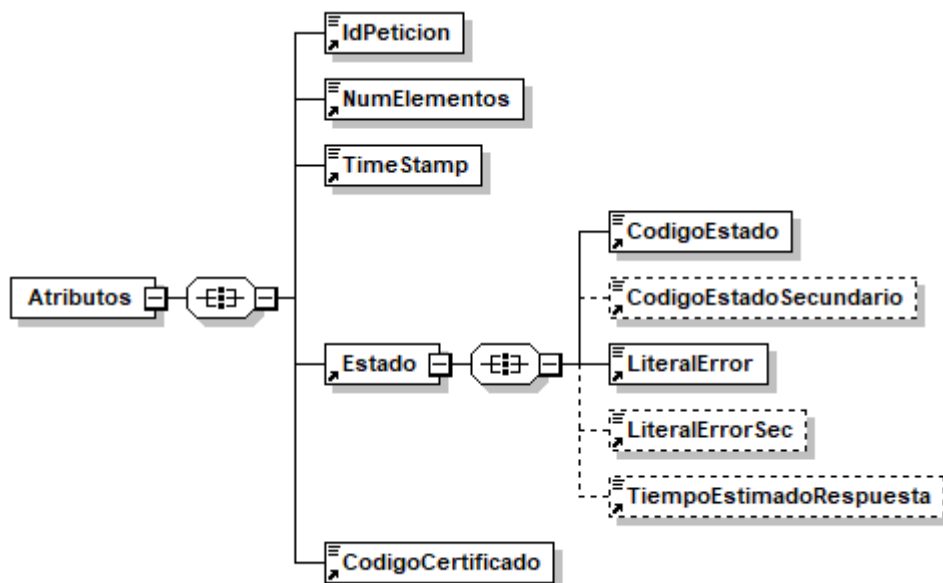 IdPeticion
NumElementos
TimeStamp
CodigoEstado
Atributos
CodigoEstadoSecundario
Estado
LiteralError
LiteralErrorSec
TiempoEstimadoRespuesta
CodigoCertificado